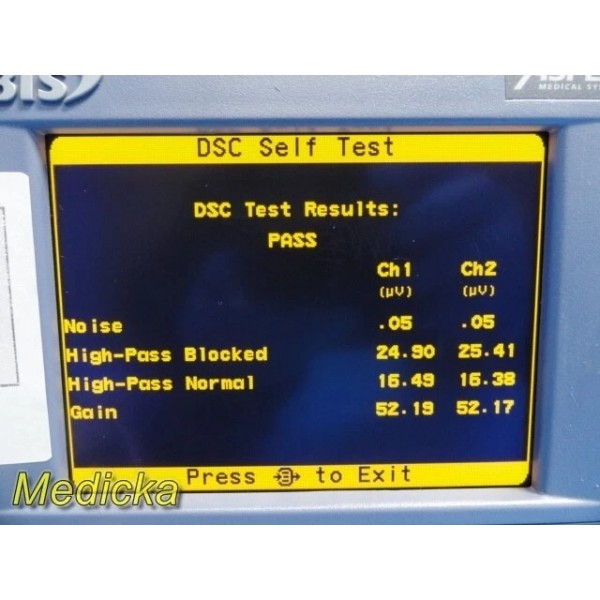 BIS
MEDICAL
DSC Self Test
DSC Test Results:
PASS
Ch1 Ch2
(µV) (µV)
Noise .05 .05
High-Pass Blocked 24.90 25.41
High-Pass Normal 16.49 16.38
Gain 52.19 52.17
Press to Exit
Medicka